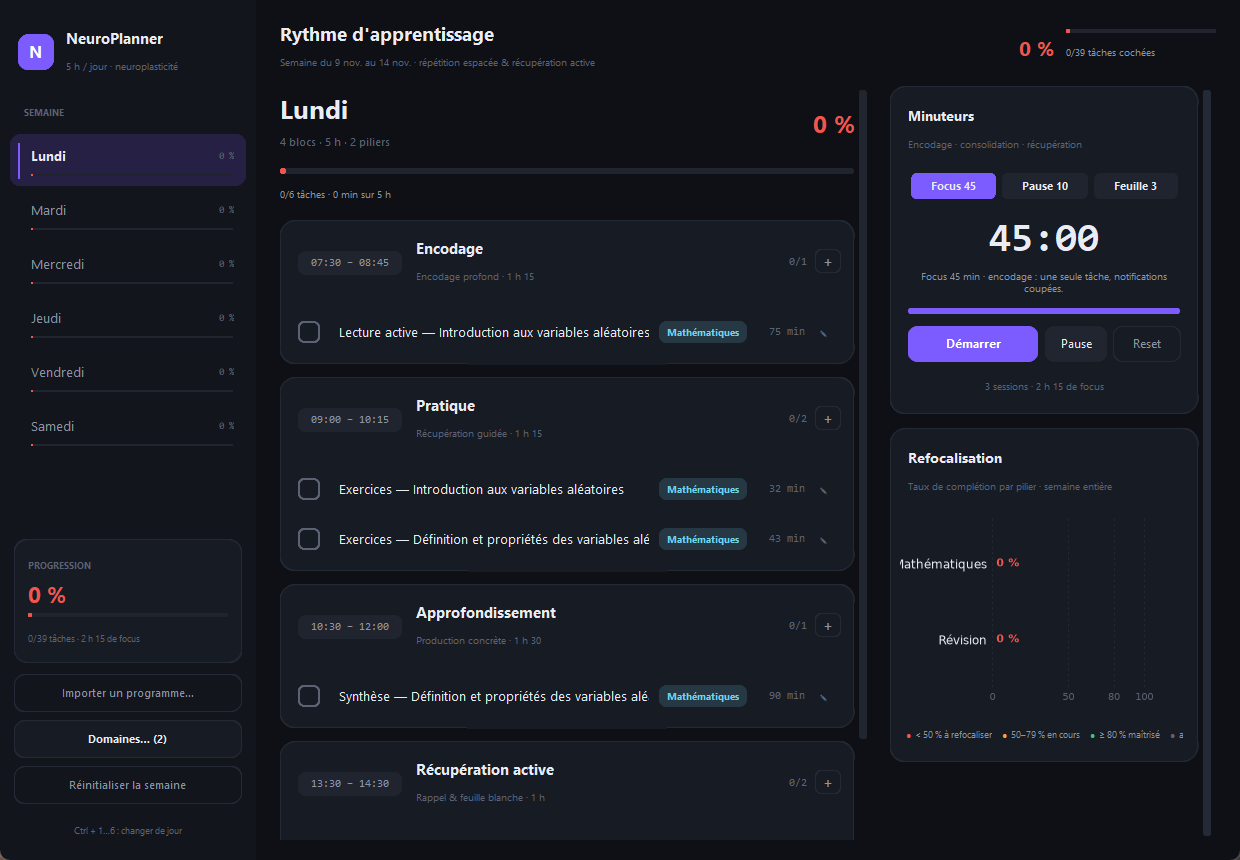 N
NeuroPlanner
5 h / jour · neuroplasticité
SEMAINE
Lundi 0 %
Mardi 0 %
Mercredi 0 %
Jeudi 0 %
Vendredi 0 %
Samedi 0 %
PROGRESSION
0 %
0/39 tâches · 2 h 15 de focus
Importer un programme...
Domaines... (2)
Réinitialiser la semaine
Ctrl + 1…6 : changer de jour
Rythme d'apprentissage
Semaine du 9 nov. au 14 nov. · répétition espacée & récupération active
0 % 0/39 tâches cochées
Lundi
4 blocs · 5 h · 2 piliers
0 %
0/6 tâches · 0 min sur 5 h
07:30 – 08:45
Encodage
Encodage profond · 1 h 15
0/1 +
Lecture active — Introduction aux variables aléatoires Mathématiques 75 min
09:00 – 10:15
Pratique
Récupération guidée · 1 h 15
0/2 +
Exercices — Introduction aux variables aléatoires Mathématiques 32 min
Exercices — Définition et propriétés des variables alé Mathématiques 43 min
10:30 – 12:00
Approfondissement
Production concrète · 1 h 30
0/1 +
Synthèse — Définition et propriétés des variables alé Mathématiques 90 min
13:30 – 14:30
Récupération active
Rappel & feuille blanche · 1 h
0/2 +
Minuteurs
Encodage · consolidation · récupération
Focus 45 Pause 10 Feuille 3
45:00
Focus 45 min · encodage : une seule tâche, notifications
coupées.
Démarrer Pause Reset
3 sessions · 2 h 15 de focus
Refocalisation
Taux de complétion par pilier · semaine entière
Mathématiques 0 %
Révision 0 %
0 50 80 100
< 50 % à refocaliser 50–79 % en cours ≥ 80 % maîtrisé a